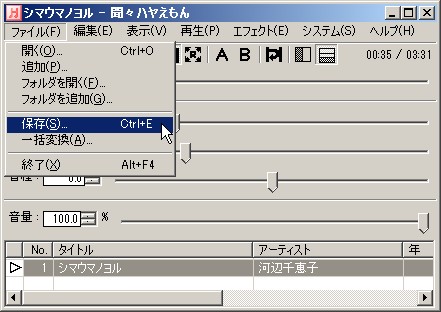 シマウマノヨル - 聞々ハヤえもん
ファイル(F) 編集(E) 表示(V) 再生(P) エフェクト(E) システム(S) ヘルプ(H)
開く(O)... Ctrl+O
追加(P)...
フォルダを開く(F)...
フォルダを追加(G)...
保存(S)... Ctrl+E
一括変換(A)...
終了(X) Alt+F4
R A B 00:35 / 03:31
音程: 0.0
音量: 100.0 %
No. タイトル アーティスト 年
1 シマウマノヨル 河辺千恵子